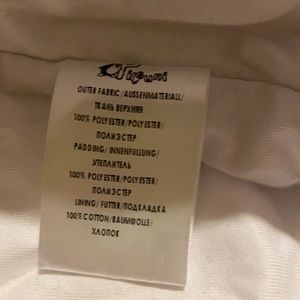 OUTER FABRIC/AUSSENMATERIALL/
ТКАНЬ ВЕРХНЯЯ
100% POLYESTER/POLYESTER/
ПОЛИЭСТЕР
PADDING/INNENFULLUNG/
УТЕПЛИТЕЛЬ
100% POLYESTER/POLYESTER/
ПОЛИЭСТЕР
LINING/FUTTER/ПОДКЛАДКА
100%COTTON/BAUMWOLLE/
ХЛОПОК